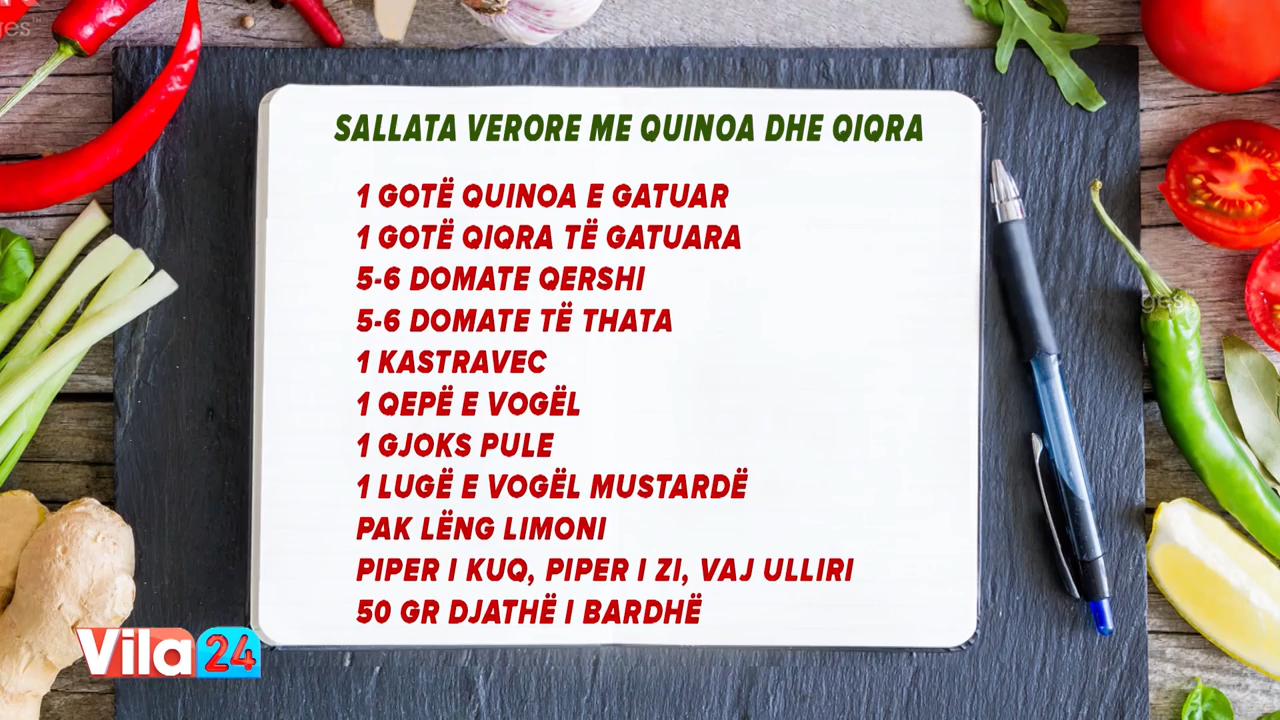 SALLATA VERORE ME QUINOA DHE QIQRA
1 GOTË QUINOA E GATUAR
1 GOTË QIQRA TË GATUARA
5-6 DOMATE QERSHI
5-6 DOMATE TË THATA
1 KASTRAVEC
1 QEPË E VOGËL
1 GJOKS PULE
1 LUGË E VOGËL MUSTARDË
PAK LËNG LIMONI
PIPER I KUQ, PIPER I ZI, VAJ ULLIRI
50 GR DJATHË I BARDHË
Vila 24